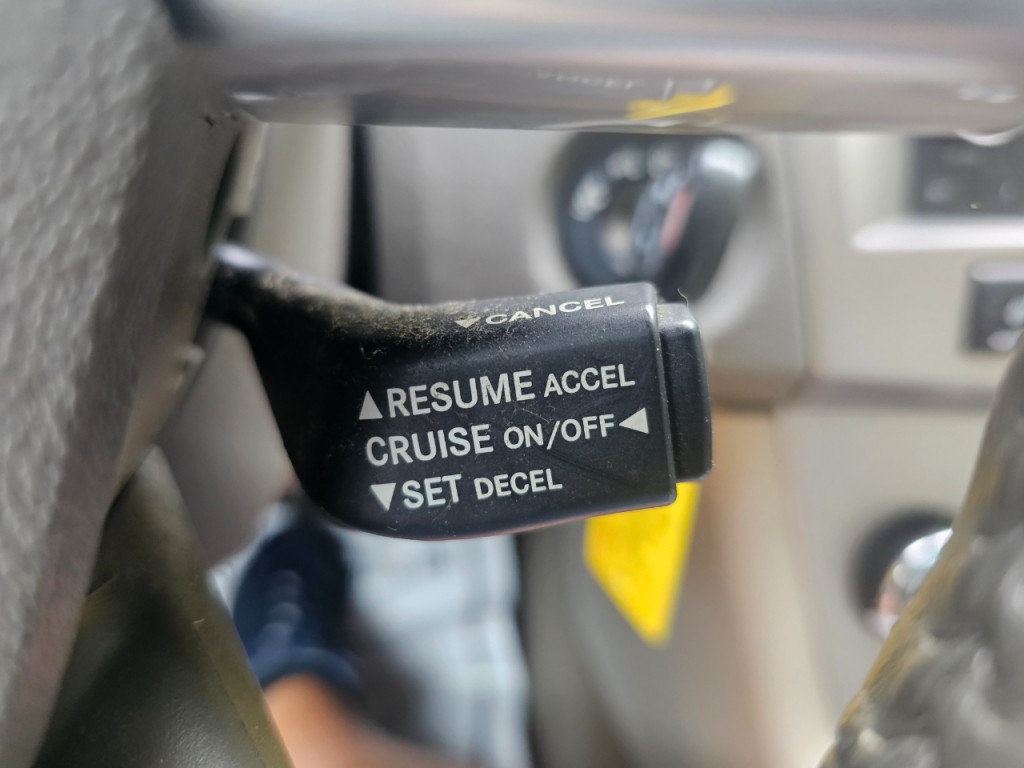 ▼CANCEL
▲RESUME ACCEL
CRUISE ON/OFF◀
▼SET DECEL